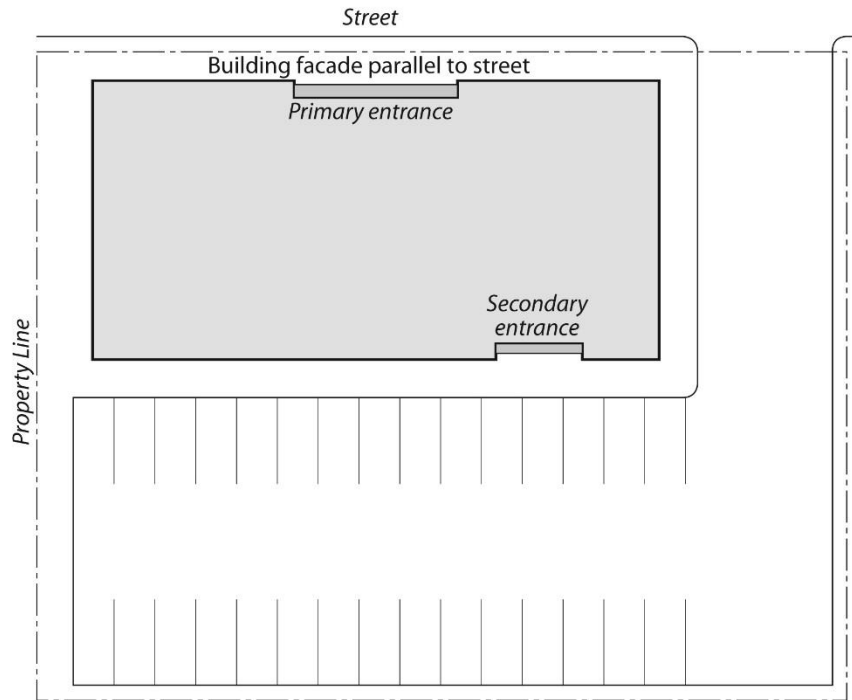 Street
Building facade parallel to street
Primary entrance
Secondary
entrance
Property Line